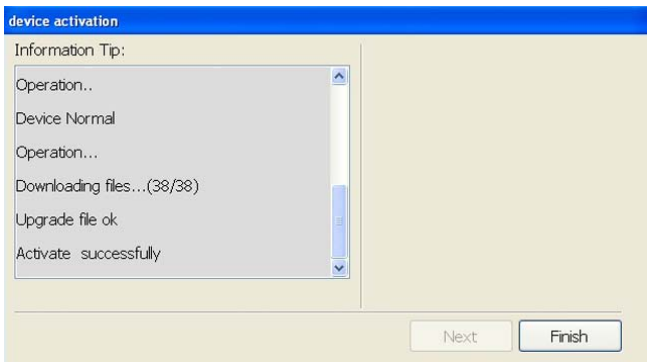 device activation
Information Tip:
Operation..
Device Normal
Operation...
Downloading files...(38/38)
Upgrade file ok
Activate successfully
Next
Finish